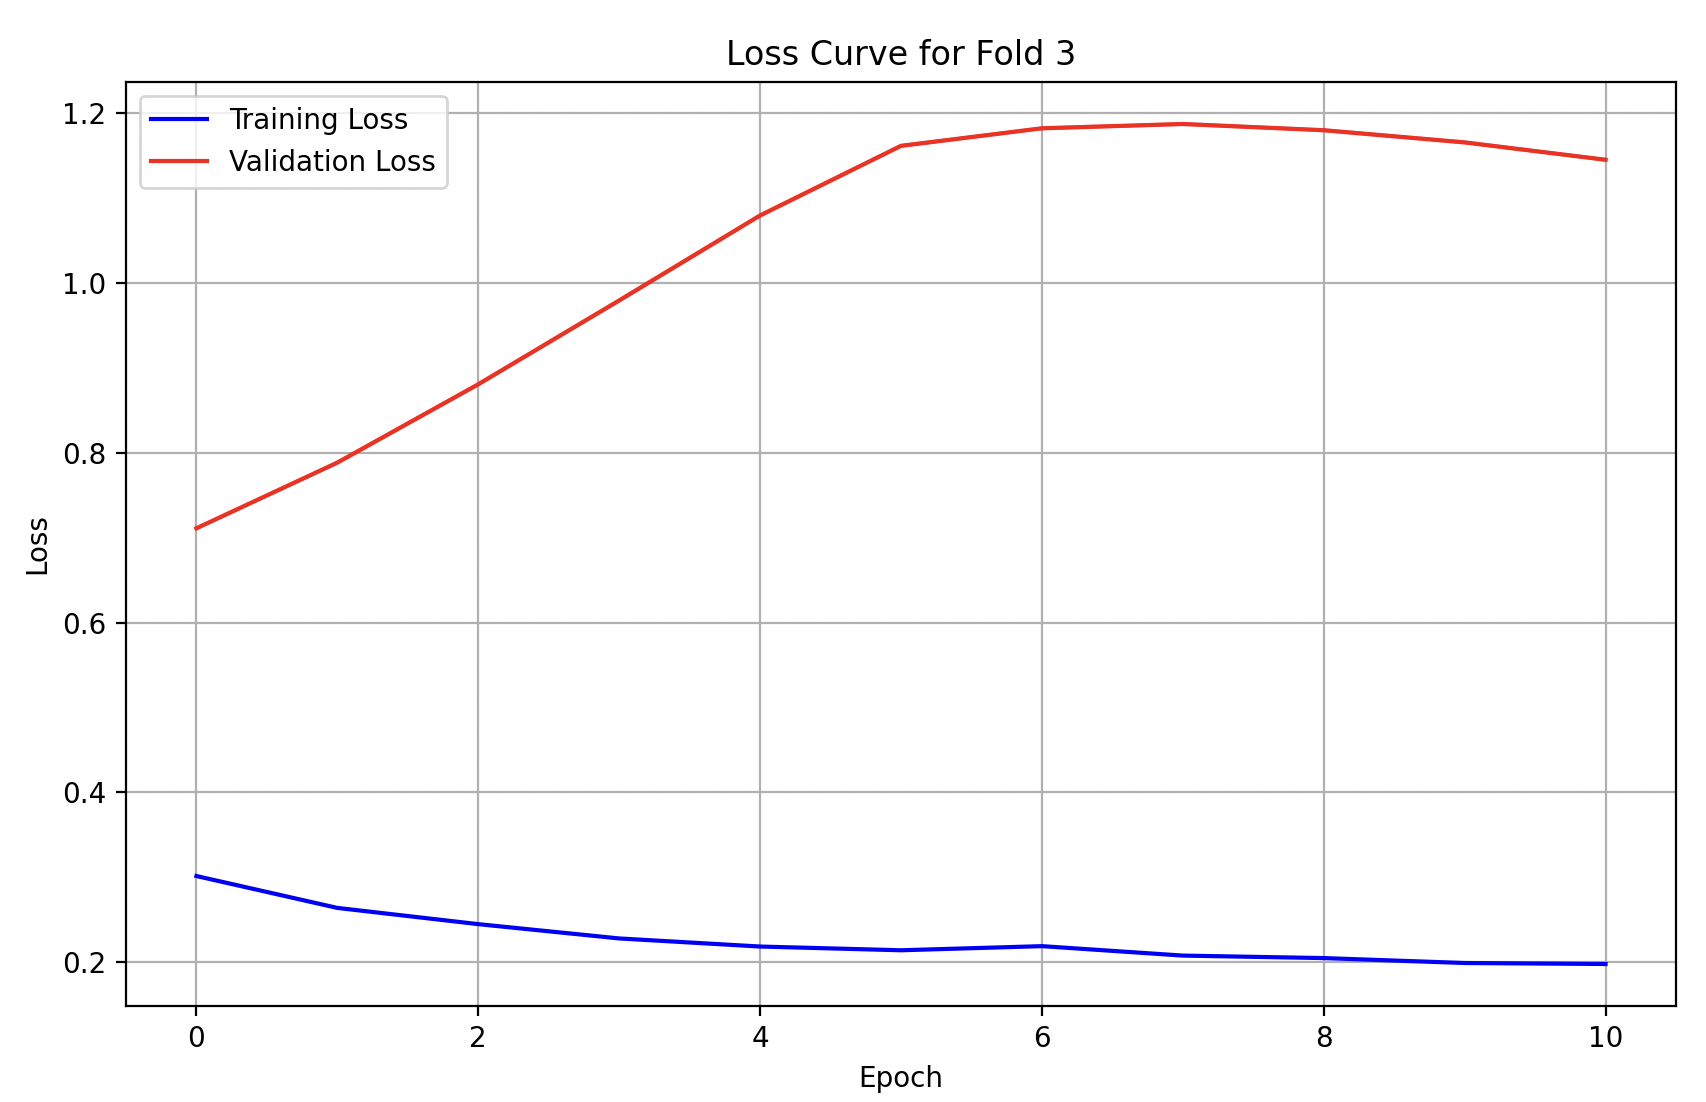 Loss Curve for Fold 3
Training Loss
Validation Loss
1.2
1.0
0.8
0.6
0.4
0.2
Loss
0 2 4 6 8 10
Epoch